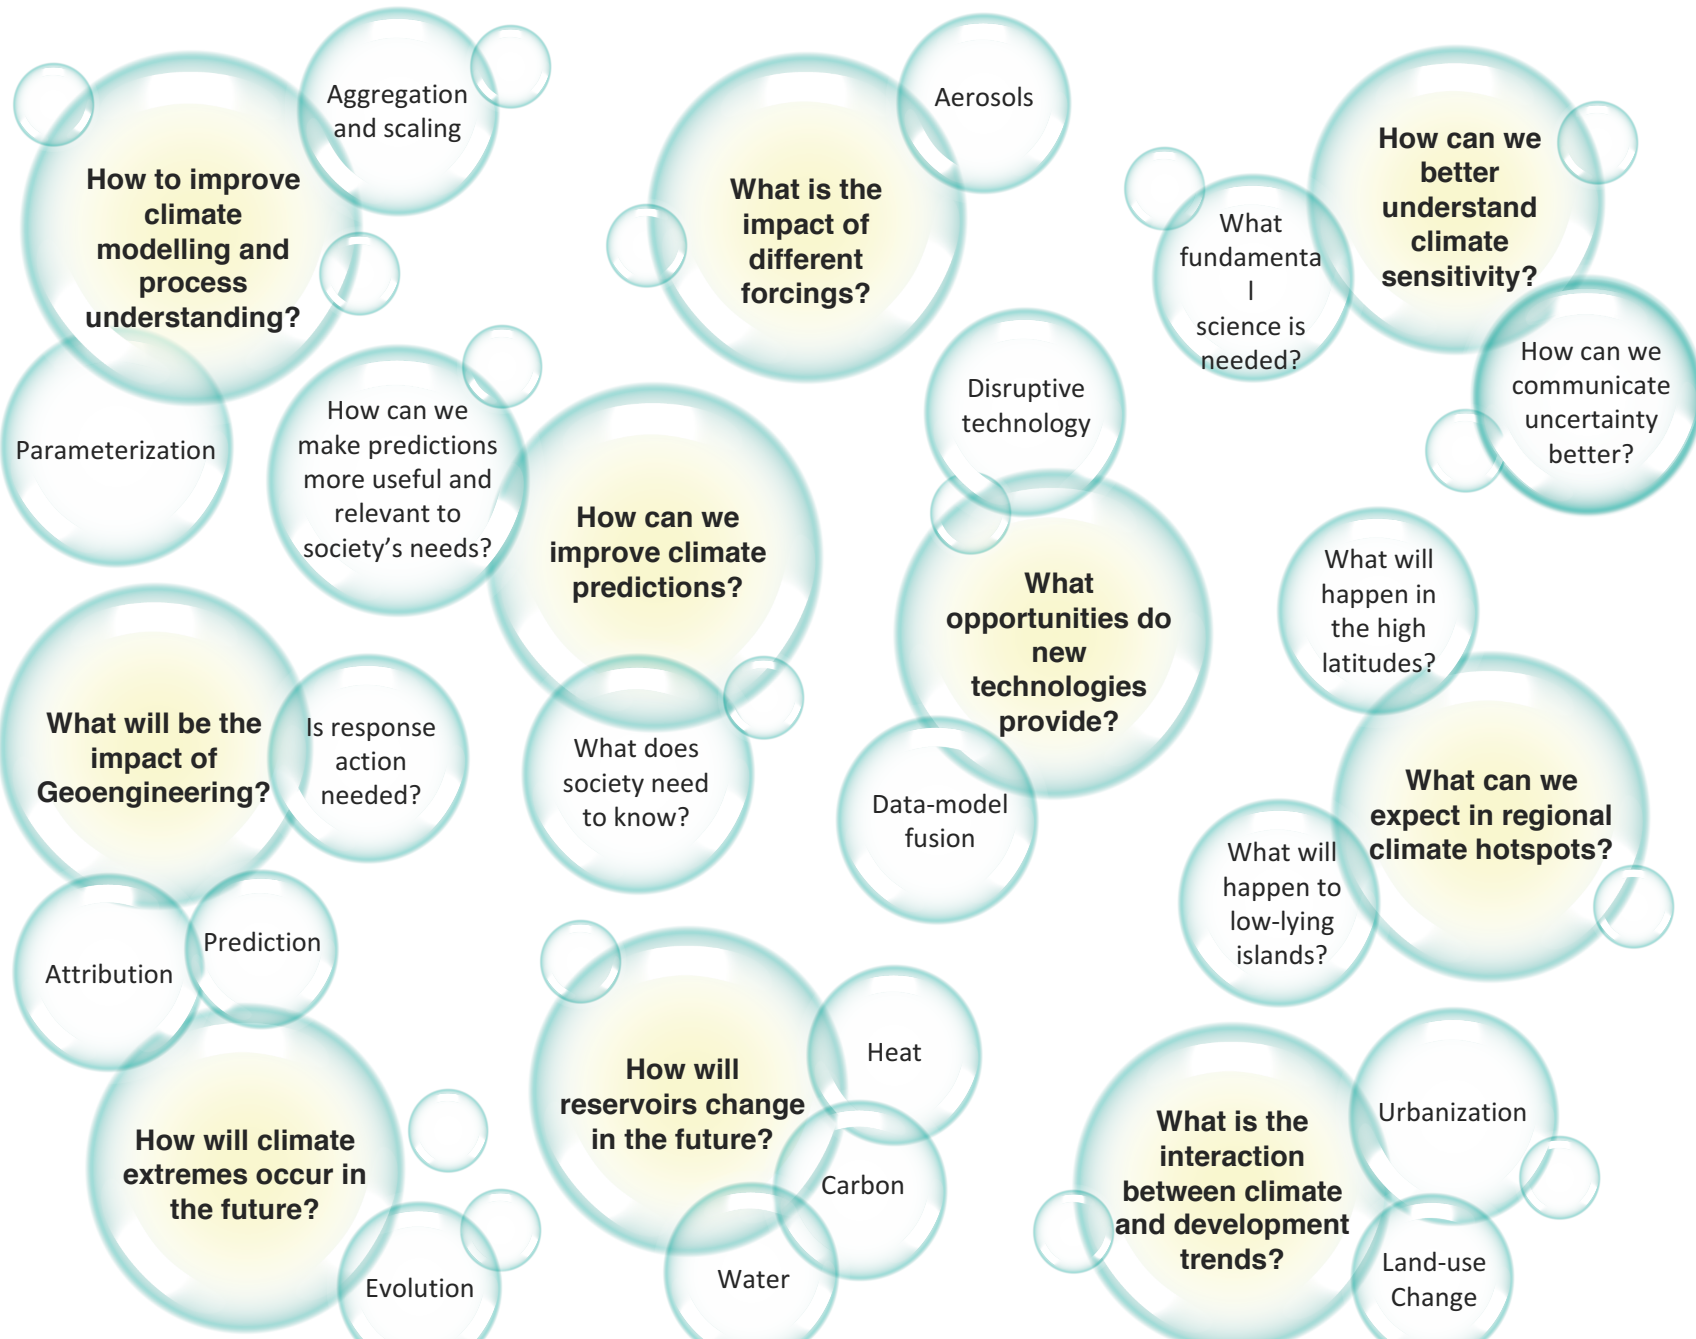 Aggregation
and scaling
How to improve
climate
modelling and
process
understanding?
Parameterization
Aerosols
What is the
impact of
different
forcings?
How can we
better
understand
climate
sensitivity?
What
fundamenta
l
science is
needed?
How can we
communicate
uncertainty
better?
How can we
make predictions
more useful and
relevant to
society’s needs?
How can we
improve climate
predictions?
What does
society need
to know?
Disruptive
technology
What
opportunities do
new
technologies
provide?
Data-model
fusion
What will
happen in
the high
latitudes?
What can we
expect in regional
climate hotspots?
What will
happen to
low-lying
islands?
What will be the
impact of
Geoengineering?
Is response
action
needed?
Attribution
Prediction
How will climate
extremes occur in
the future?
Evolution
How will
reservoirs change
in the future?
Heat
Carbon
Water
What is the
interaction
between climate
and development
trends?
Urbanization
Land-use
Change